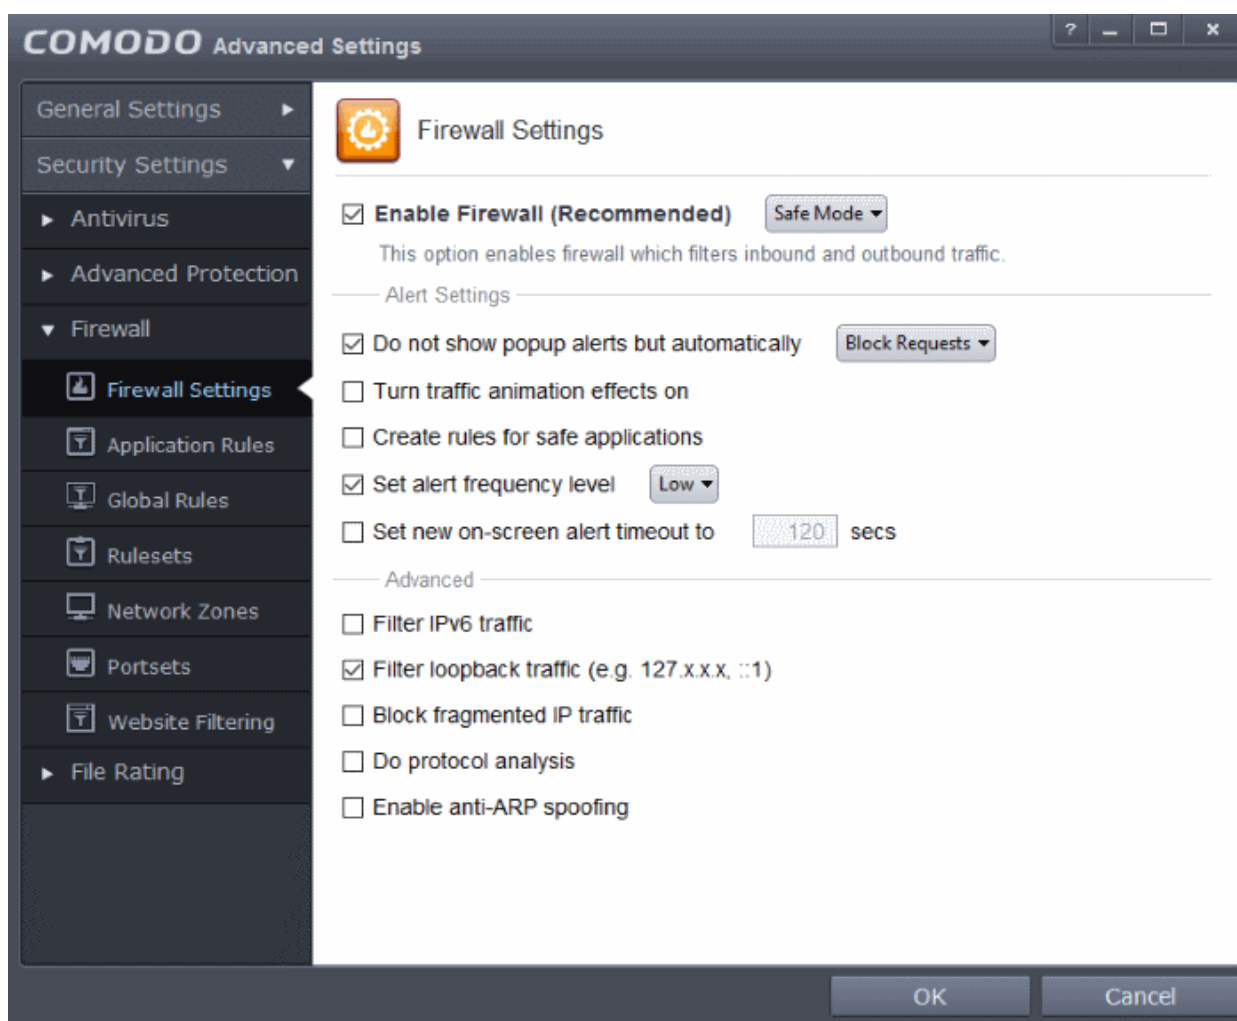 COMODO Advanced Settings
?
General Settings
Security Settings
Antivirus
Advanced Protection
Firewall
Firewall Settings
Application Rules
Global Rules
Rulesets
Network Zones
Portsets
Website Filtering
File Rating
Firewall Settings
Enable Firewall (Recommended) Safe Mode
This option enables firewall which filters inbound and outbound traffic.
Alert Settings
Do not show popup alerts but automatically Block Requests
Turn traffic animation effects on
Create rules for safe applications
Set alert frequency level Low
Set new on-screen alert timeout to 120 secs
Advanced
Filter IPv6 traffic
Filter loopback traffic (e.g. 127.x.x.x, ::1)
Block fragmented IP traffic
Do protocol analysis
Enable anti-ARP spoofing
OK Cancel